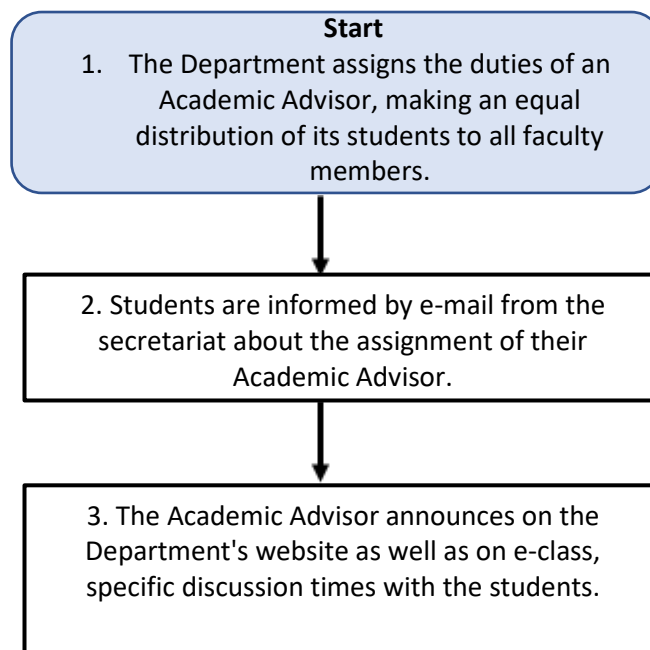 Start
1. The Department assigns the duties of an
Academic Advisor, making an equal
distribution of its students to all faculty
members.
2. Students are informed by e-mail from the
secretariat about the assignment of their
Academic Advisor.
3. The Academic Advisor announces on the
Department's website as well as on e-class,
specific discussion times with the students.